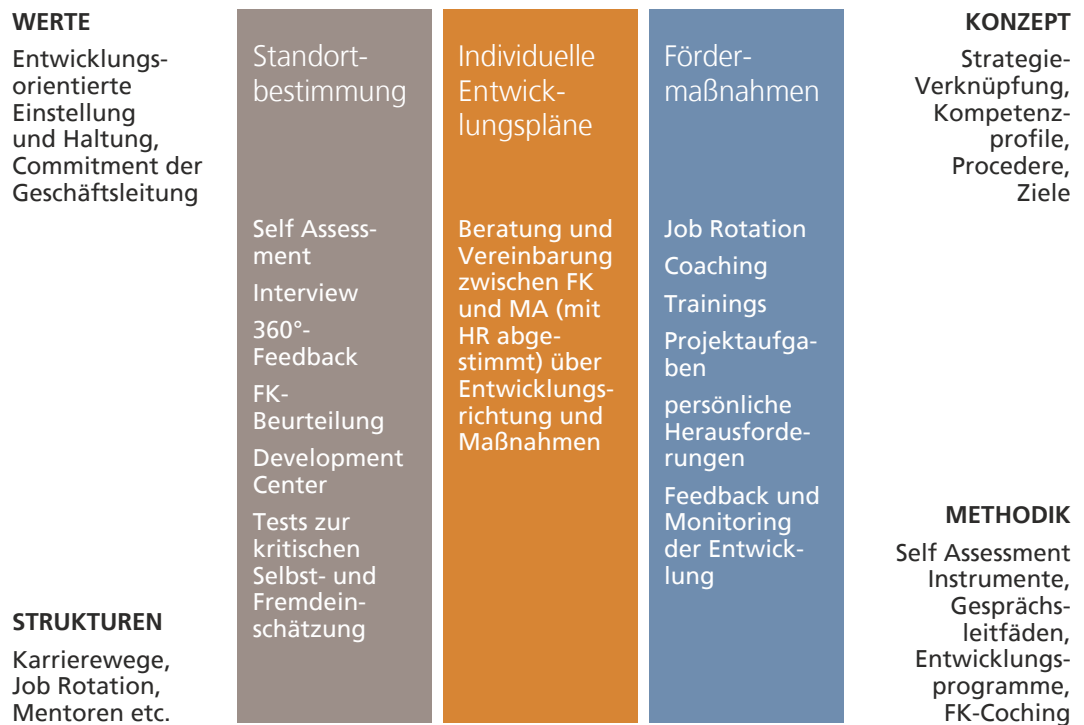 WERTE
Entwicklungs-
orientierte
Einstellung
und Haltung,
Commitment der
Geschäftsleitung
STRUKTUREN
Karrierewege,
Job Rotation,
Mentoren etc.
Standort-
bestimmung
Self Assess-
ment
Interview
360°-
Feedback
FK-
Beurteilung
Development
Center
Tests zur
kritischen
Selbst- und
Fremdein-
schätzung
Individuelle
Entwick-
lungspläne
Beratung und
Vereinbarung
zwischen FK
und MA (mit
HR abge-
stimmt) über
Entwicklungs-
richtung und
Maßnahmen
Förder-
maßnahmen
Job Rotation
Coaching
Trainings
Projektaufga-
ben
persönliche
Herausforde-
rungen
Feedback und
Monitoring
der Entwick-
lung
KONZEPT
Strategie-
Verknüpfung,
Kompetenz-
profile,
Procedere,
Ziele
METHODIK
Self Assessment
Instrumente,
Gesprächs-
leitfäden,
Entwicklungs-
programme,
FK-Coching